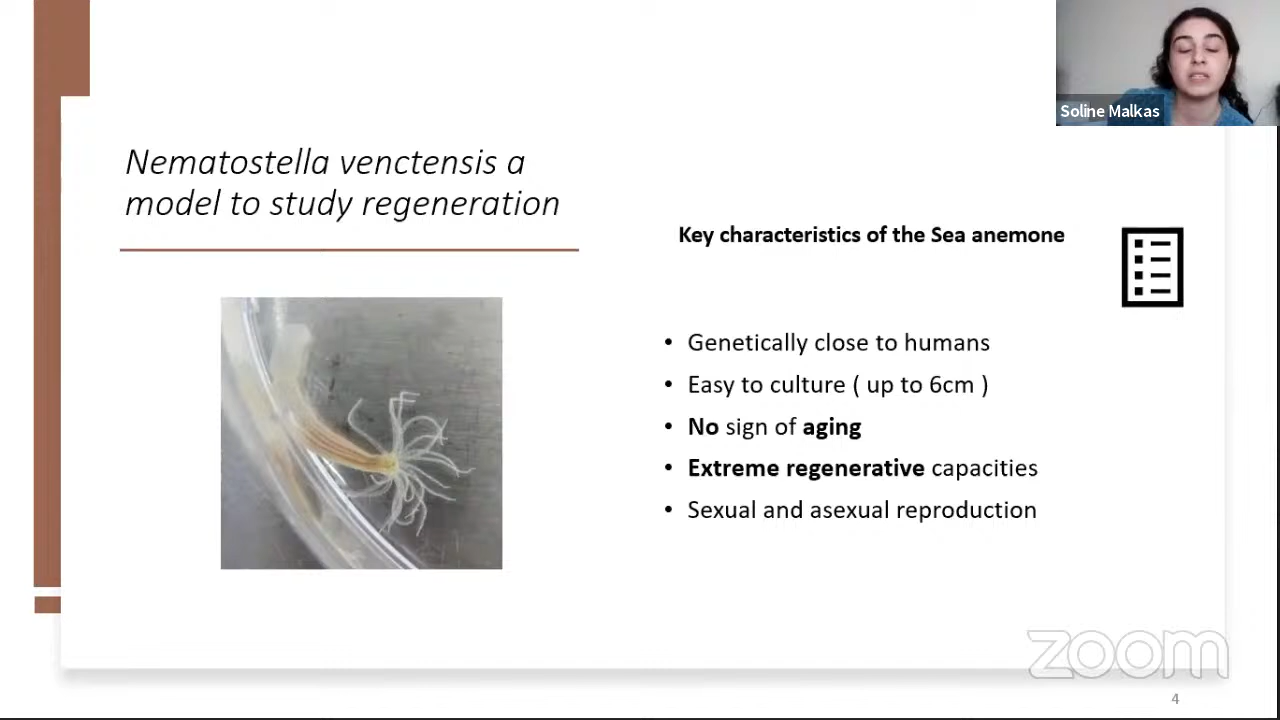 Soline Malkas
Nematostella venctensis a
model to study regeneration
Key characteristics of the Sea anemone
• Genetically close to humans
• Easy to culture ( up to 6cm )
• No sign of aging
• Extreme regenerative capacities
• Sexual and asexual reproduction
zoom
4